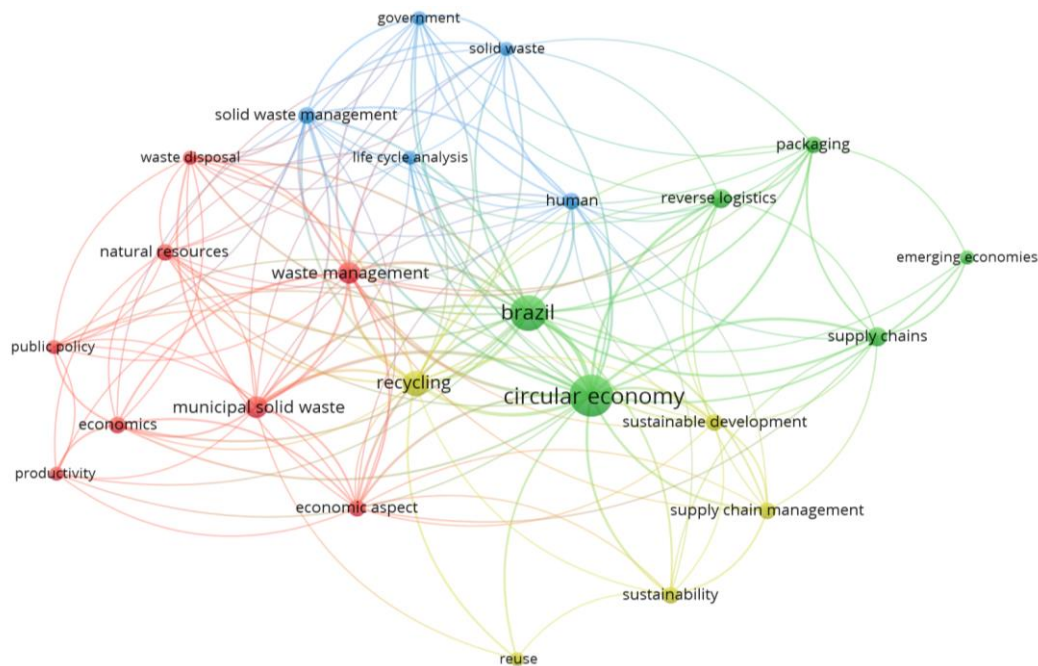 government
solid waste
solid waste management
packaging
waste disposal
life cycle analysis
human
reverse logistics
natural resources
emerging economies
waste management
brazil
supply chains
public policy
recycling
circular economy
municipal solid waste
sustainable development
economics
productivity
economic aspect
supply chain management
sustainability
reuse